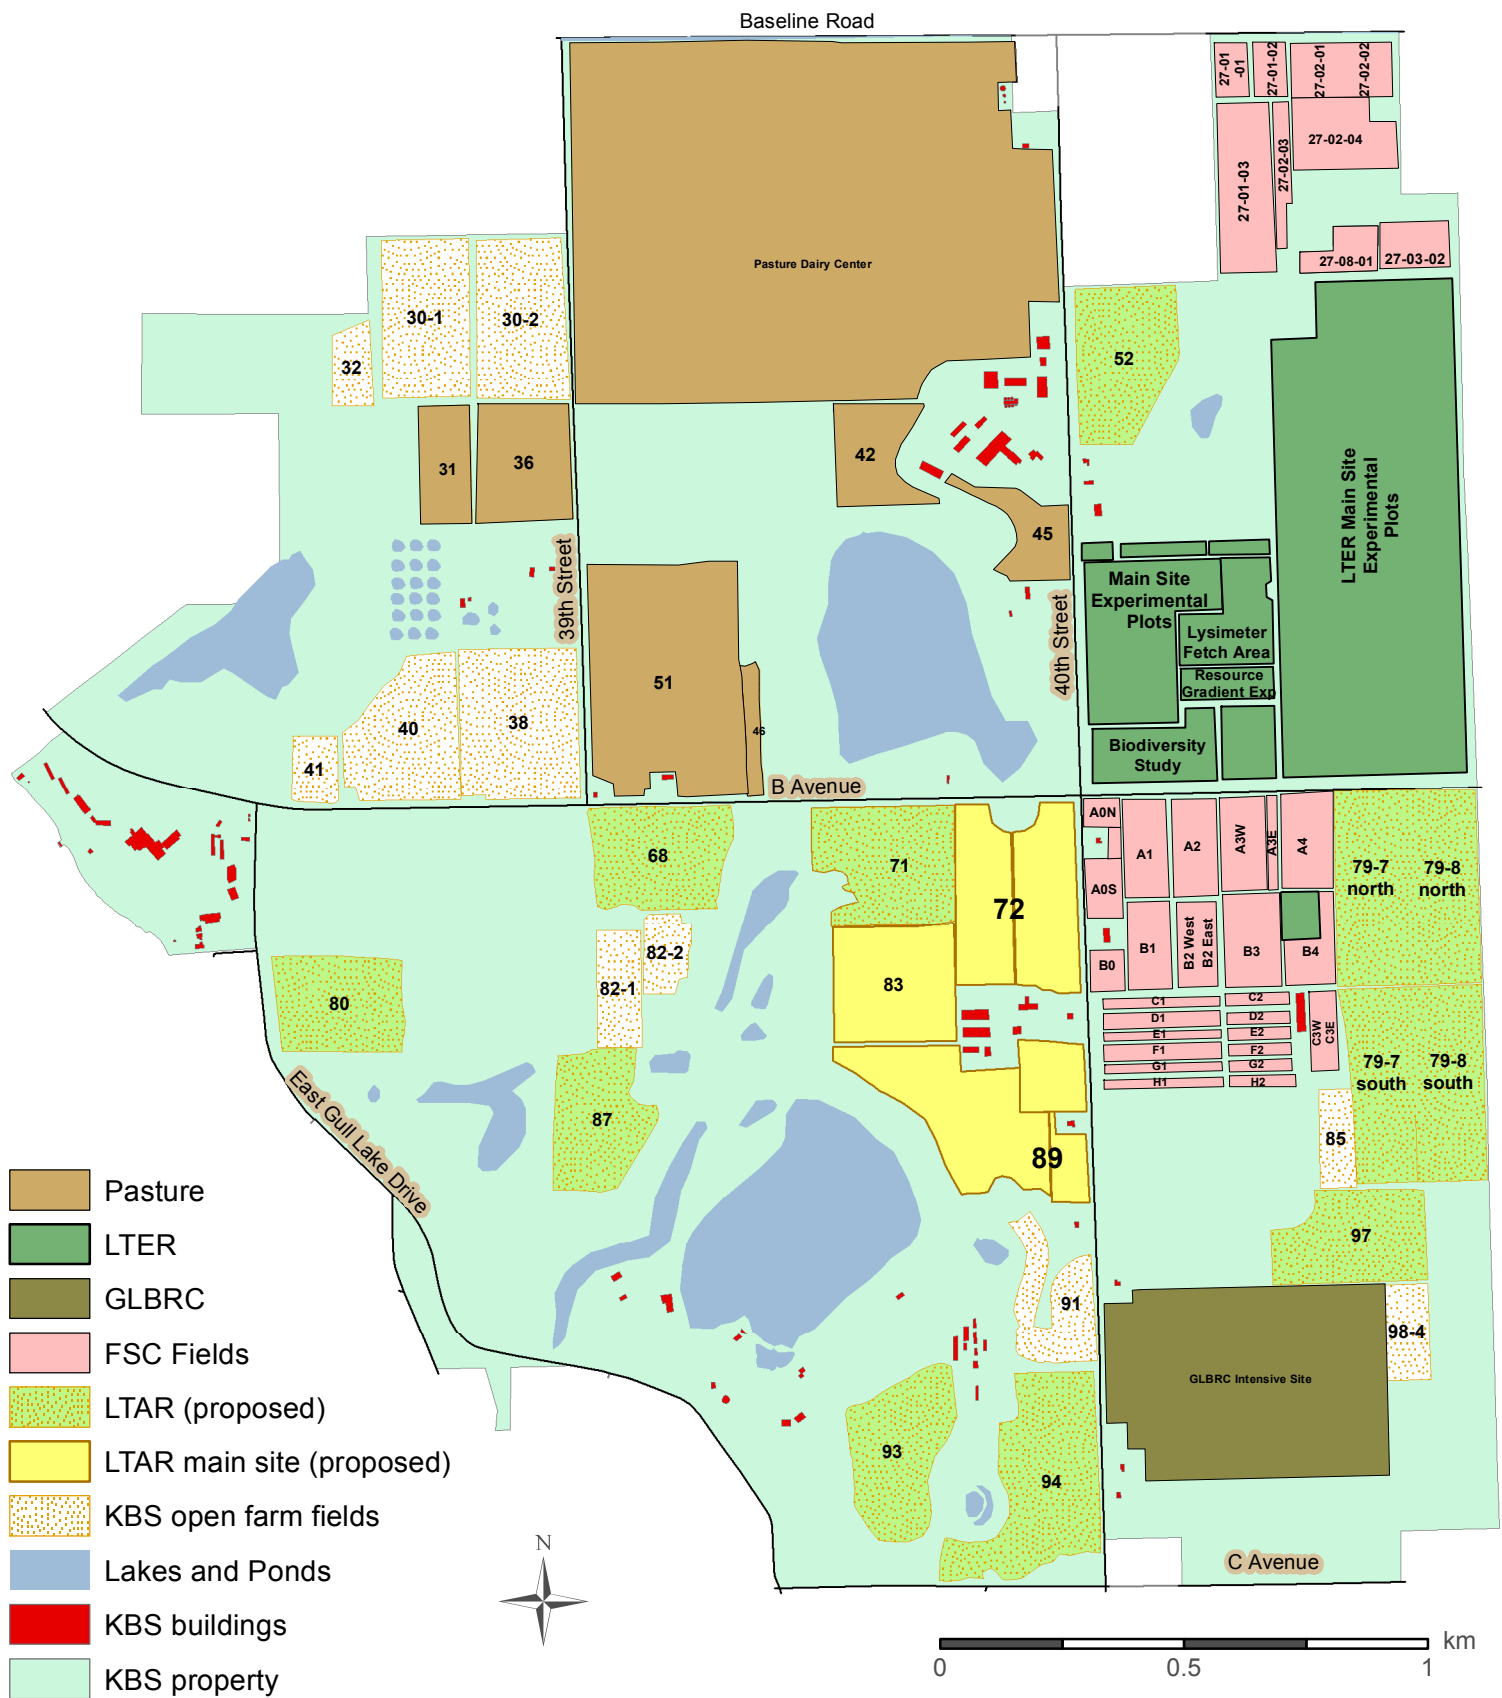 Baseline Road
27-01
-01
27-01-02
27-02-01
27-02-02
27-01-03
27-02-03
27-02-04
27-08-01
27-03-02
Pasture Dairy Center
30-1
30-2
32
52
31
36
42
45
LTER Main Site
Experimental
Plots
39th Street
40th Street
Main Site
Experimental
Plots
Lysimeter
Fetch Area
Resource
Gradient Exp
Biodiversity
Study
51
46
40
38
41
B Avenue
68
71
72
A0N
A1
A2
A3W
A3E
A4
79-7
north
79-8
north
A0S
B0
B1
B2 West
B2 East
B3
B4
82-2
82-1
83
80
C1
C2
D1
D2
E1
E2
F1
F2
G1
G2
H1
H2
C3W
C3E
79-7
south
79-8
south
East Gull Lake Drive
87
85
89
97
91
98-4
GLBRC Intensive Site
93
94
C Avenue
Pasture
LTER
GLBRC
FSC Fields
LTAR (proposed)
LTAR main site (proposed)
KBS open farm fields
Lakes and Ponds
KBS buildings
KBS property
N
km
0
0.5
1